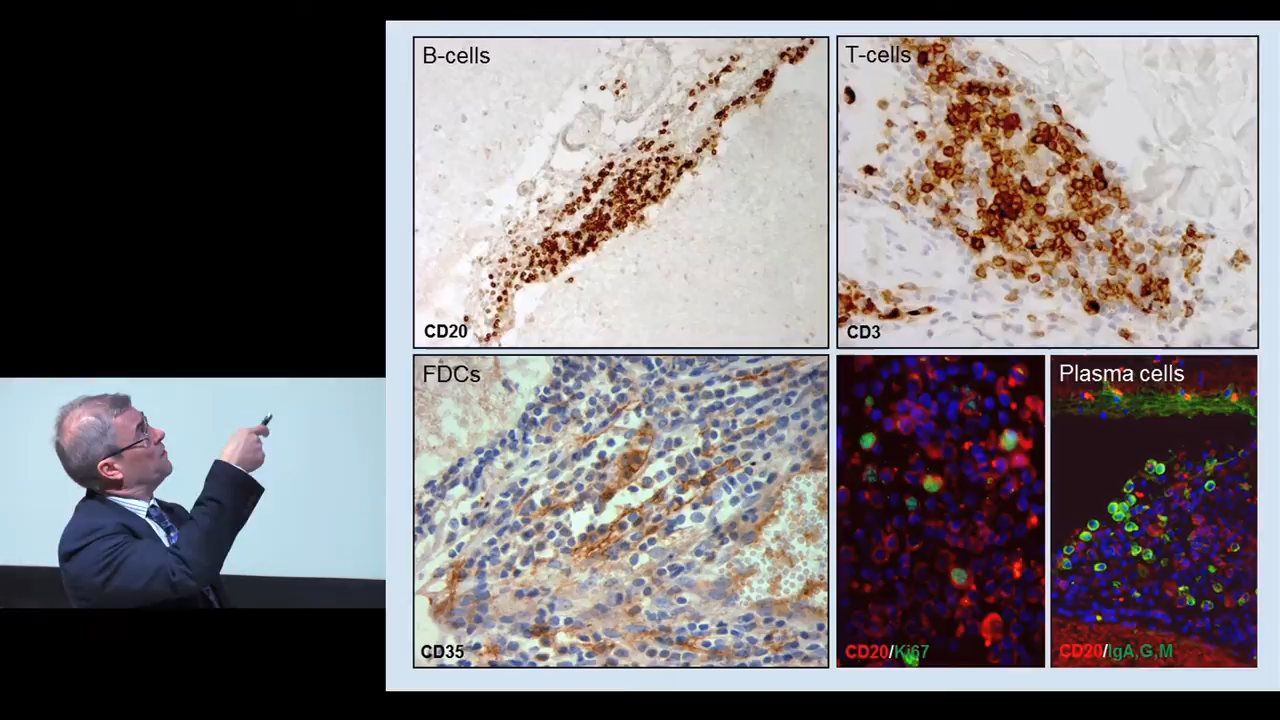 B-cells
CD20
T-cells
CD3
FDCs
CD35
CD20/Ki67
Plasma cells
CD20/IgA,G,M